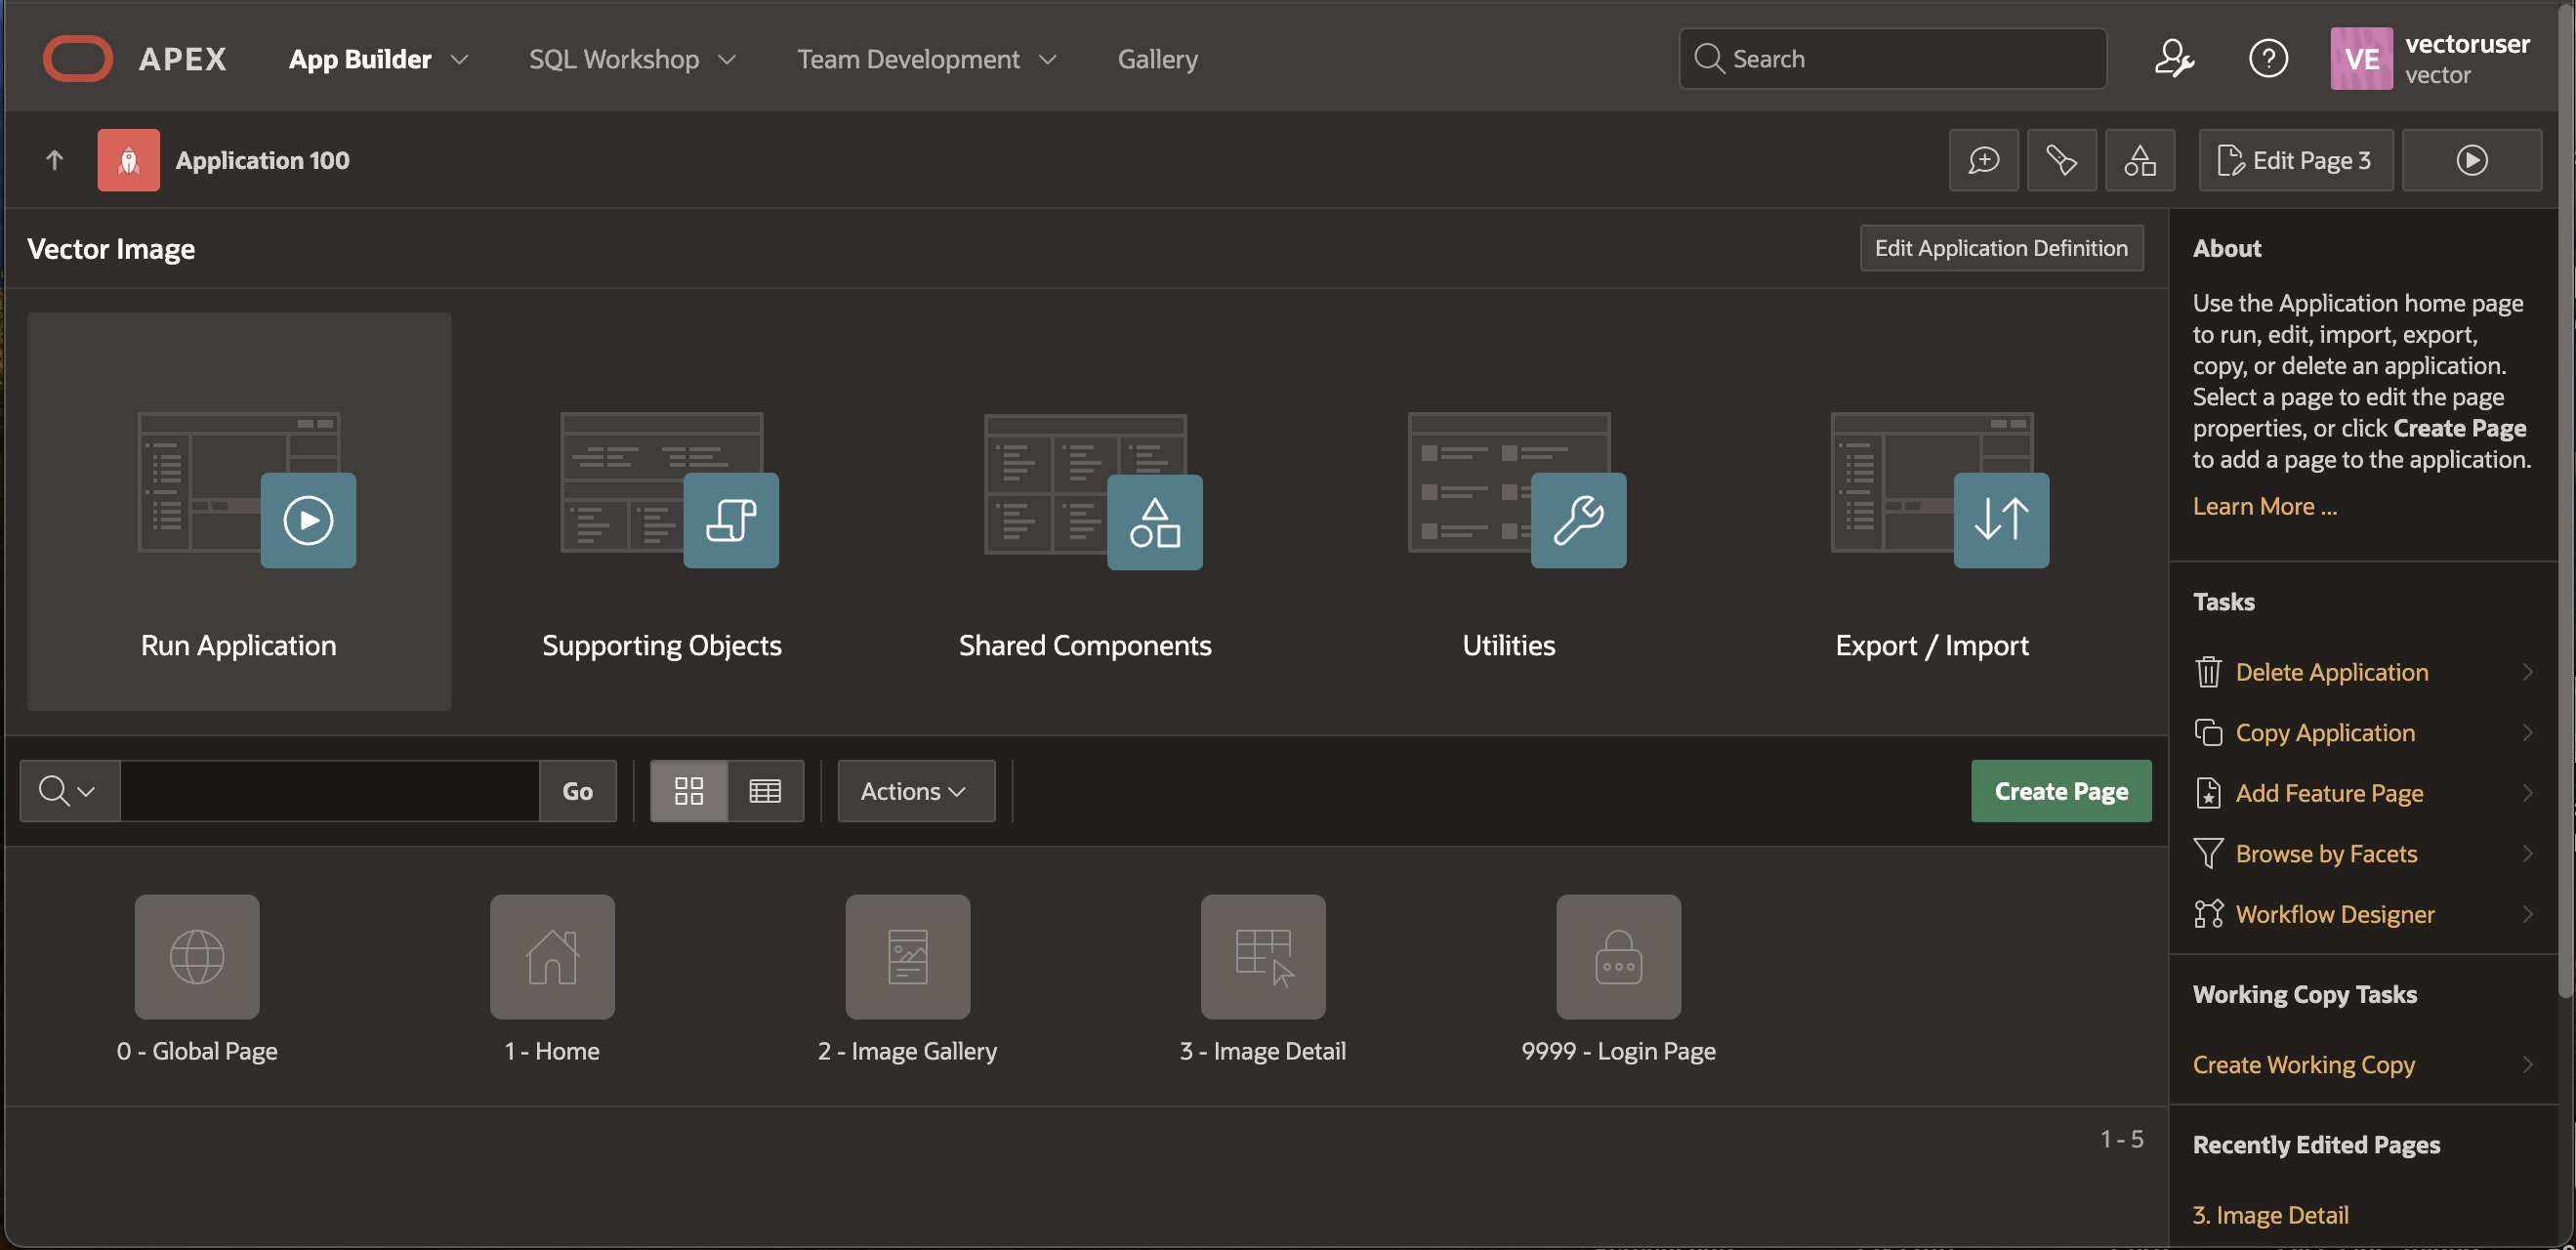 APEX
App Builder
SQL Workshop
Team Development
Gallery
Search
VE
vectoruser
vector
Application 100
Edit Page 3
Vector Image
Edit Application Definition
Run Application
Supporting Objects
Shared Components
Utilities
Export / Import
Go
Actions
Create Page
0 - Global Page
1 - Home
2 - Image Gallery
3 - Image Detail
9999 - Login Page
1 - 5
About
Use the Application home page
to run, edit, import, export,
copy, or delete an application.
Select a page to edit the page
properties, or click Create Page
to add a page to the application.
Learn More ...
Tasks
Delete Application
Copy Application
Add Feature Page
Browse by Facets
Workflow Designer
Working Copy Tasks
Create Working Copy
Recently Edited Pages
3. Image Detail